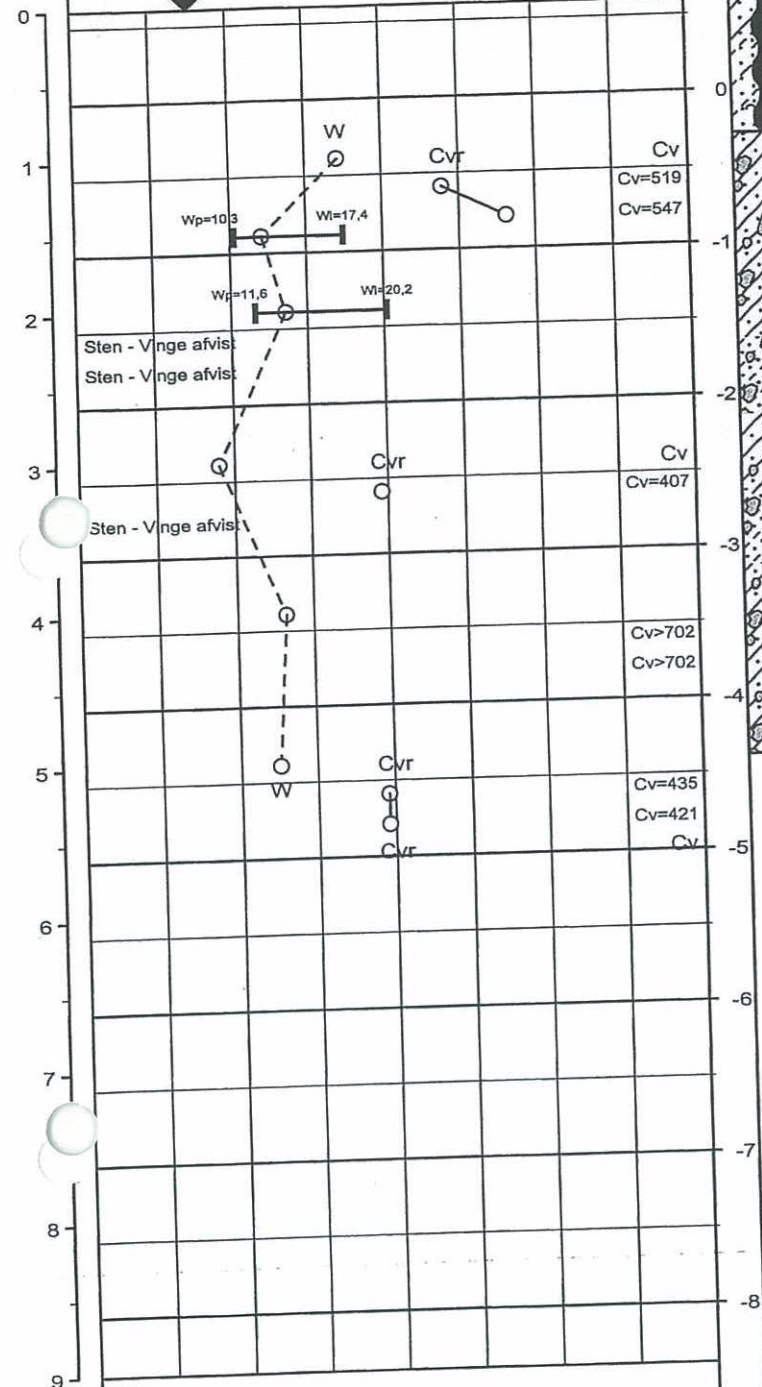 0
0
W
Cvr
Cv
1
Cv=519
Cv=547
Wp=10,3
Wl=17,4
-1
Wp=11,6
Wl=20,2
2
Sten - Vinge afvist
Sten - Vinge afvist
-2
Cvr
Cv
3
Cv=407
Sten - Vinge afvist
-3
4
Cv>702
Cv>702
-4
Cvr
5
Cv=435
W
Cv=421
Cv
Cvr
-5
6
-6
7
-7
8
-8
9